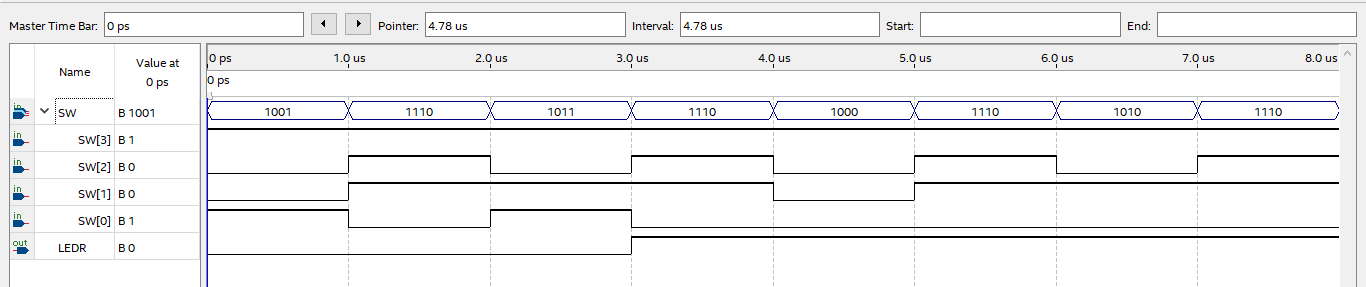 Master Time Bar: 0 ps Pointer: 4.78 us Interval: 4.78 us Start: End:
Name Value at 0 ps
0 ps 1.0 us 2.0 us 3.0 us 4.0 us 5.0 us 6.0 us 7.0 us 8.0 us
0 ps
in SW B 1001 1001 1110 1011 1110 1000 1110 1010 1110
in SW[3] B 1
in SW[2] B 0
in SW[1] B 0
in SW[0] B 1
out LEDR B 0